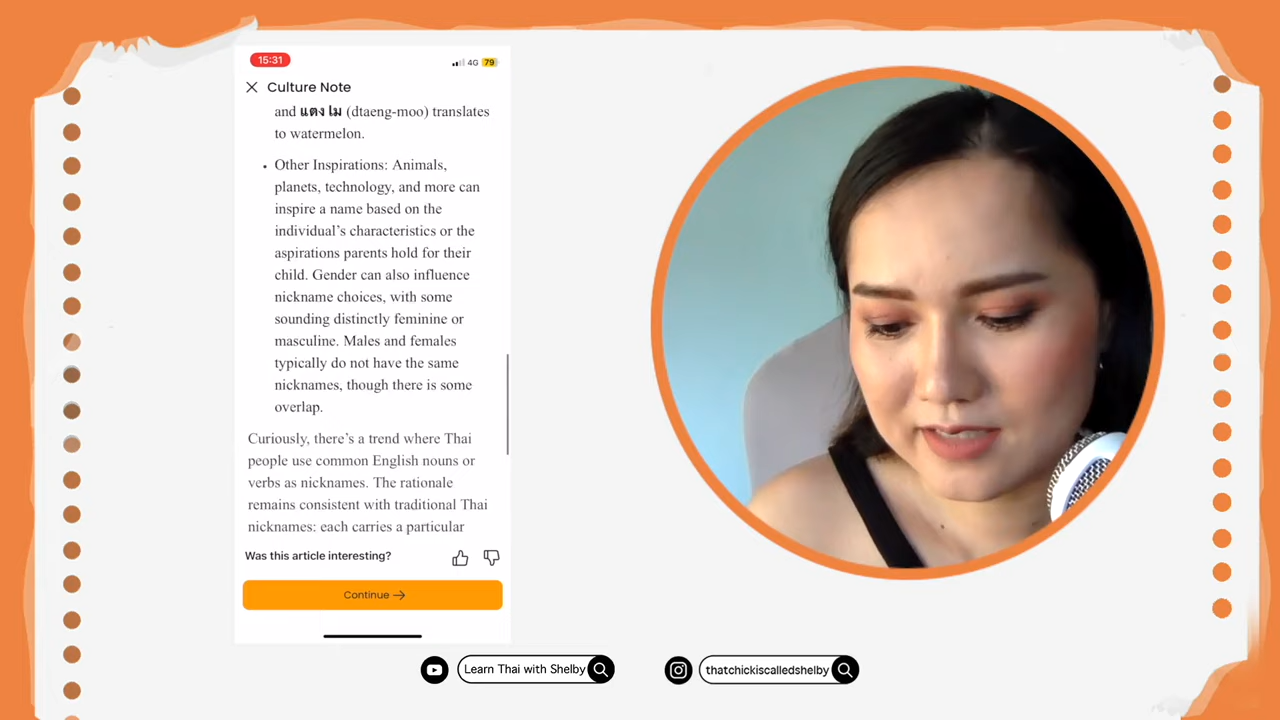 15:31
4G 79
Culture Note
and แตงโม (dtaeng-moo) translates
to watermelon.
• Other Inspirations: Animals,
planets, technology, and more can
inspire a name based on the
individual's characteristics or the
aspirations parents hold for their
child. Gender can also influence
nickname choices, with some
sounding distinctly feminine or
masculine. Males and females
typically do not have the same
nicknames, though there is some
overlap.
Curiously, there's a trend where Thai
people use common English nouns or
verbs as nicknames. The rationale
remains consistent with traditional Thai
nicknames: each carries a particular
Was this article interesting?
Continue →
Learn Thai with Shelby
thatchickiscalledshelby